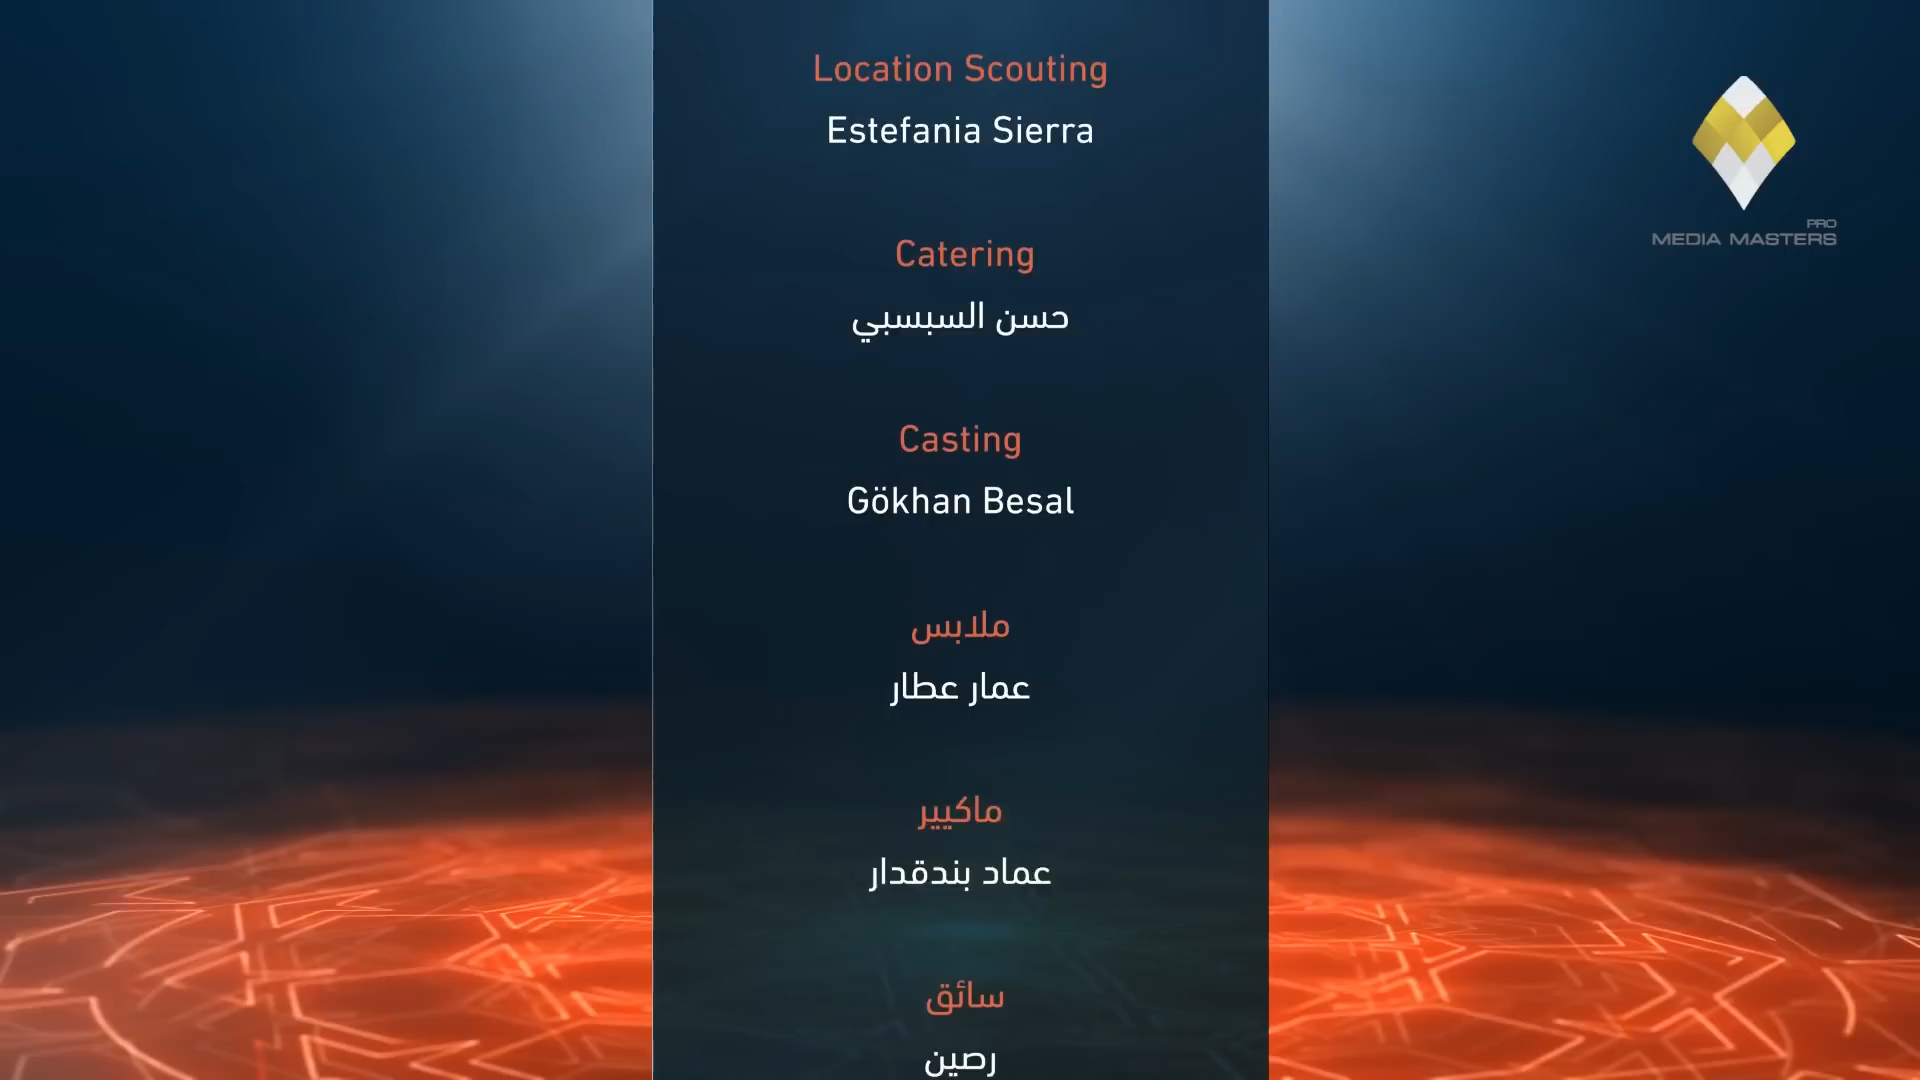 Location Scouting
Estefania Sierra
Catering
حسن السبسبي
Casting
Gökhan Besal
ملابس
عمار عطار
ماكيير
عماد بندقدار
سائق
رصين
PRO
MEDIA MASTERS